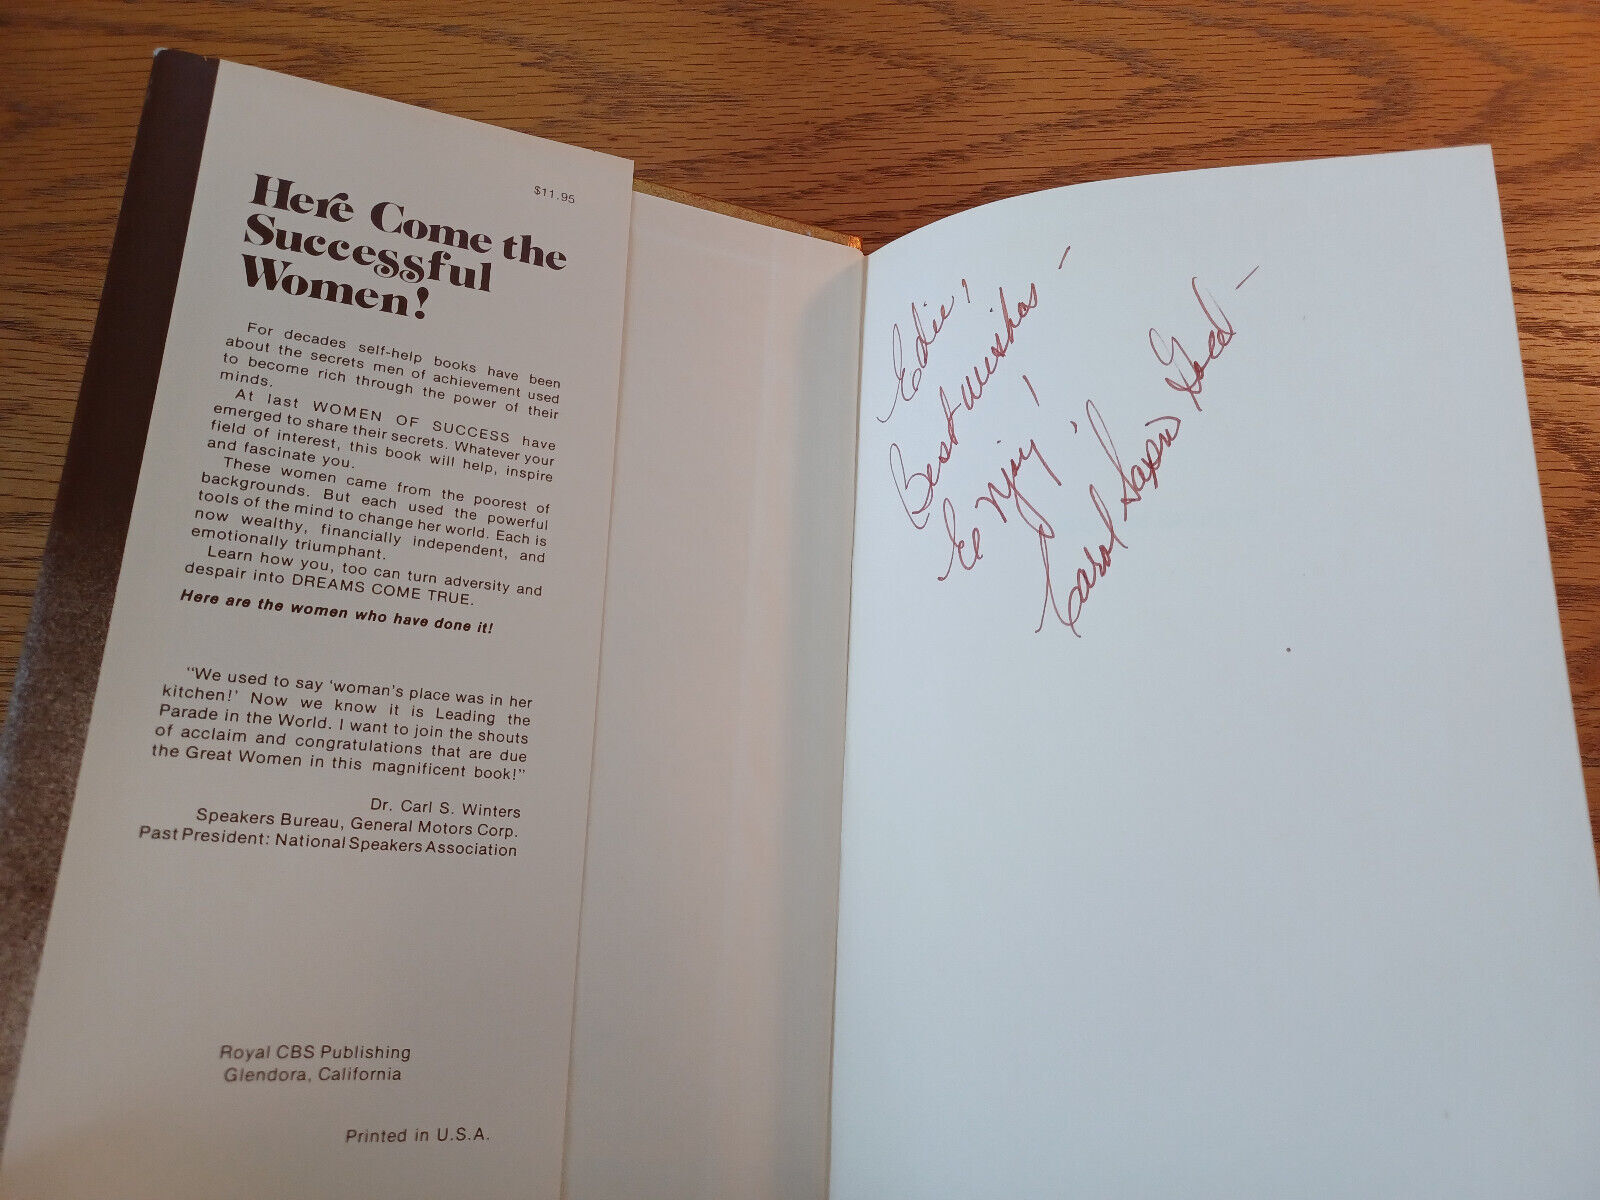 $11.95
Here Come the
Successful
Women!
For decades self-help books have been
about the secrets men of achievement used
to become rich through the power of their
minds.
At last WOMEN OF SUCCESS have
emerged to share their secrets. Whatever your
field of interest, this book will help, inspire
and fascinate you.
These women came from the poorest of
backgrounds. But each used the powerful
tools of the mind to change her world. Each is
now wealthy, financially independent, and
emotionally triumphant.
Learn how you, too can turn adversity and
despair into DREAMS COME TRUE.
Here are the women who have done it!
"We used to say 'woman's place was in her
kitchen!' Now we know it is Leading the
Parade in the World. I want to join the shouts
of acclaim and congratulations that are due
the Great Women in this magnificent book!"
Dr. Carl S. Winters
Speakers Bureau, General Motors Corp.
Past President: National Speakers Association
Royal CBS Publishing
Glendora, California
Printed in U.S.A.
Edie!
Best wishes -
Enjoy!
Carol Sapin